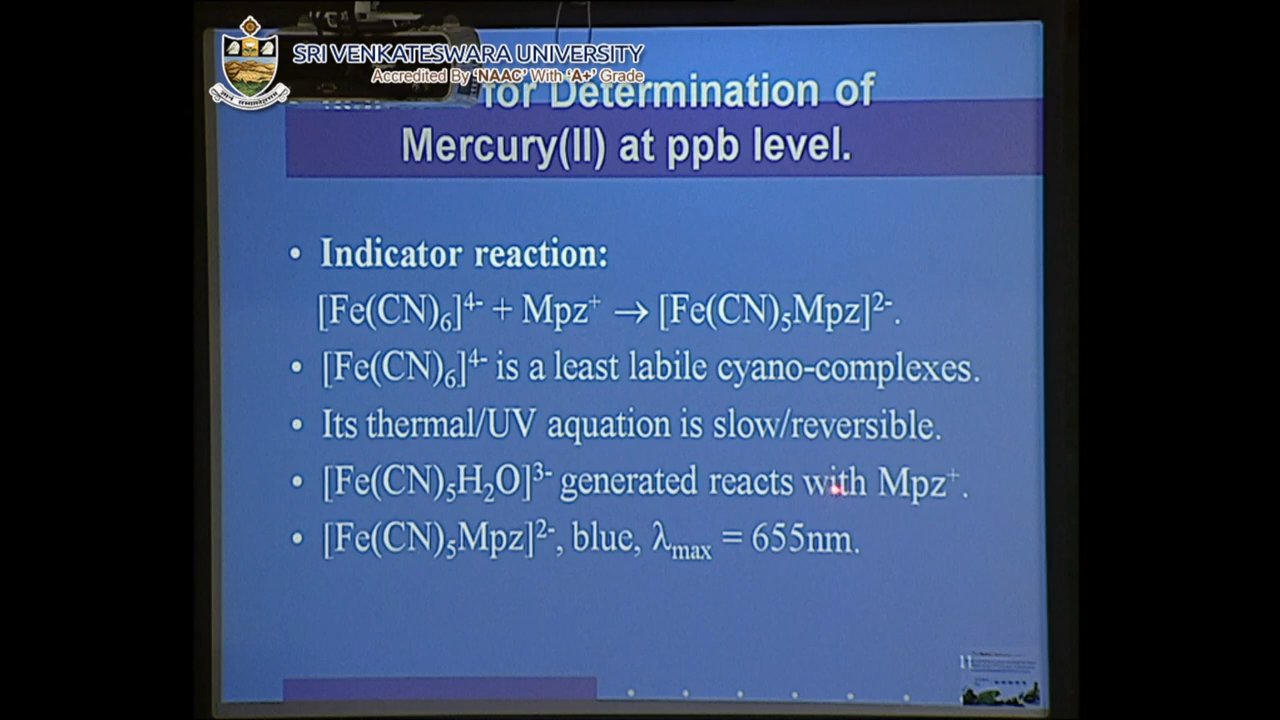 SRI VENKATESWARA UNIVERSITY
Accredited By 'NAAC' With 'A+' Grade
for Determination of
Mercury(II) at ppb level.
• Indicator reaction:
[Fe(CN)₆]⁴⁻ + Mpz⁺ → [Fe(CN)₅Mpz]²⁻.
• [Fe(CN)₆]⁴⁻ is a least labile cyano-complexes.
• Its thermal/UV aquation is slow/reversible.
• [Fe(CN)₅H₂O]³⁻ generated reacts with Mpz⁺.
• [Fe(CN)₅Mpz]²⁻, blue, λmax = 655nm.